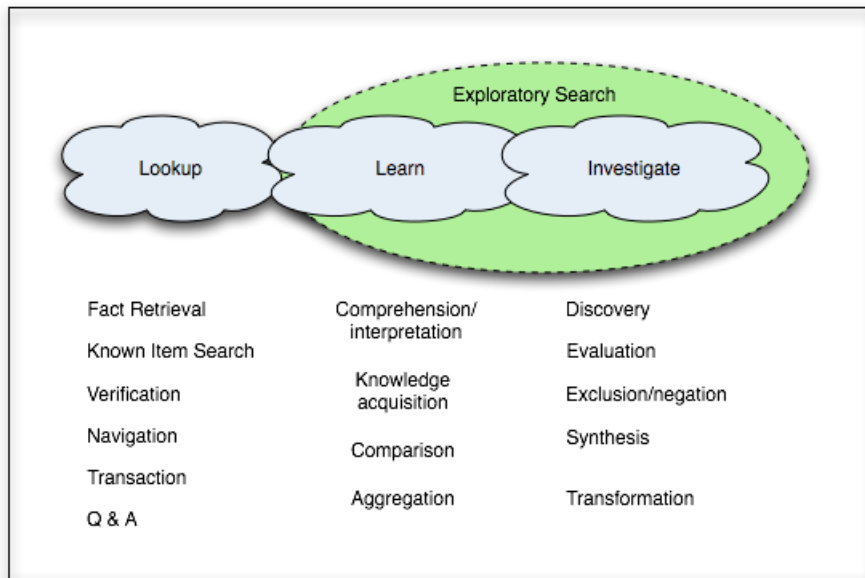 Exploratory Search
Lookup
Learn
Investigate
Fact Retrieval
Known Item Search
Verification
Navigation
Transaction
Q & A
Comprehension/
interpretation
Knowledge
acquisition
Comparison
Aggregation
Discovery
Evaluation
Exclusion/negation
Synthesis
Transformation